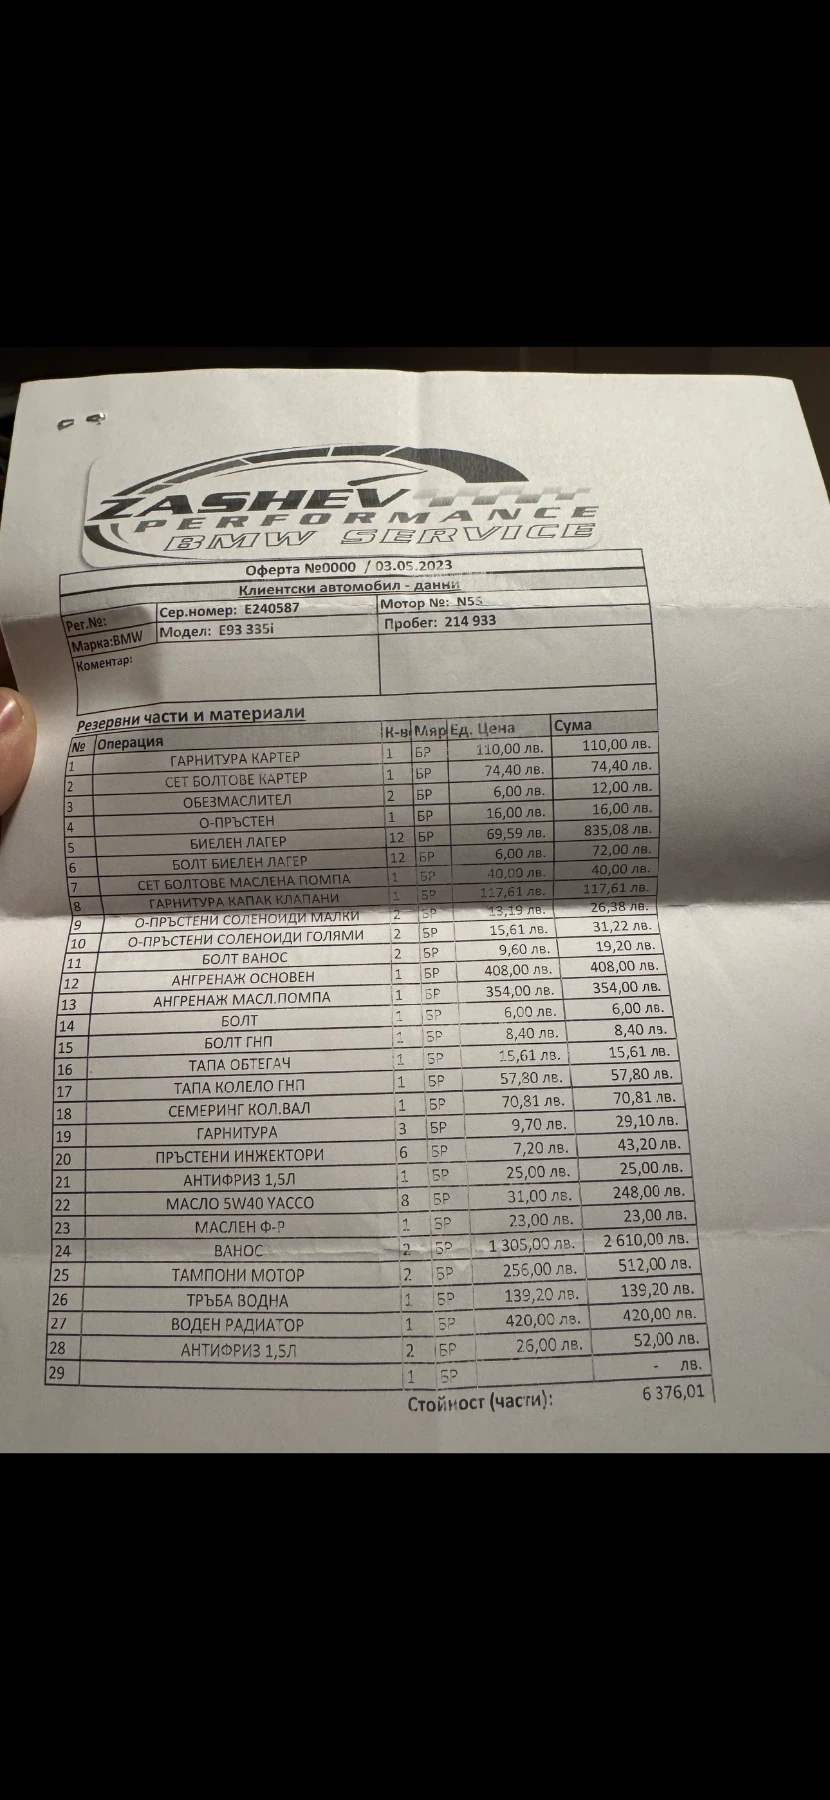 ZASHEV
PERFORMANCE
BMW SERVICE
Оферта №0000 / 03.05.2023
Клиентски автомобил - данни
Рег.№: Сер.номер: E240587 Мотор №: N55
Марка:BMW Модел: E93 335i Пробег: 214 933
Коментар:
Резервни части и материали
№ Операция К-в Мяр Ед. Цена Сума
1 ГАРНИТУРА КАРТЕР 1 БР 110,00 лв. 110,00 лв.
2 СЕТ БОЛТОВЕ КАРТЕР 1 БР 74,40 лв. 74,40 лв.
3 ОБЕЗМАСЛИТЕЛ 2 БР 6,00 лв. 12,00 лв.
4 О-ПРЪСТЕН 1 БР 16,00 лв. 16,00 лв.
5 БИЕЛЕН ЛАГЕР 12 БР 69,59 лв. 835,08 лв.
6 БОЛТ БИЕЛЕН ЛАГЕР 12 БР 6,00 лв. 72,00 лв.
7 СЕТ БОЛТОВЕ МАСЛЕНА ПОМПА 1 БР 40,00 лв. 40,00 лв.
8 ГАРНИТУРА КАПАК КЛАПАНИ 1 БР 117,61 лв. 117,61 лв.
9 О-ПРЪСТЕНИ СОЛЕНОИДИ МАЛКИ 2 БР 13,19 лв. 26,38 лв.
10 О-ПРЪСТЕНИ СОЛЕНОИДИ ГОЛЯМИ 2 БР 15,61 лв. 31,22 лв.
11 БОЛТ ВАНОС 2 БР 9,60 лв. 19,20 лв.
12 АНГРЕНАЖ ОСНОВЕН 1 БР 408,00 лв. 408,00 лв.
13 АНГРЕНАЖ МАСЛ.ПОМПА 1 БР 354,00 лв. 354,00 лв.
14 БОЛТ 1 БР 6,00 лв. 6,00 лв.
15 БОЛТ ГНП 1 БР 8,40 лв. 8,40 лв.
16 ТАПА ОБТЕГАЧ 1 БР 15,61 лв. 15,61 лв.
17 ТАПА КОЛЕЛО ГНП 1 БР 57,80 лв. 57,80 лв.
18 СЕМЕРИНГ КОЛ.ВАЛ 1 БР 70,81 лв. 70,81 лв.
19 ГАРНИТУРА 3 БР 9,70 лв. 29,10 лв.
20 ПРЪСТЕНИ ИНЖЕКТОРИ 6 БР 7,20 лв. 43,20 лв.
21 АНТИФРИЗ 1,5Л 1 БР 25,00 лв. 25,00 лв.
22 МАСЛО 5W40 YACCO 8 БР 31,00 лв. 248,00 лв.
23 МАСЛЕН Ф-Р 1 БР 23,00 лв. 23,00 лв.
24 ВАНОС 2 БР 1 305,00 лв. 2 610,00 лв.
25 ТАМПОНИ МОТОР 2 БР 256,00 лв. 512,00 лв.
26 ТРЪБА ВОДНА 1 БР 139,20 лв. 139,20 лв.
27 ВОДЕН РАДИАТОР 1 БР 420,00 лв. 420,00 лв.
28 АНТИФРИЗ 1,5Л 2 БР 26,00 лв. 52,00 лв.
29 1 БР - лв.
Стойност (части): 6 376,01